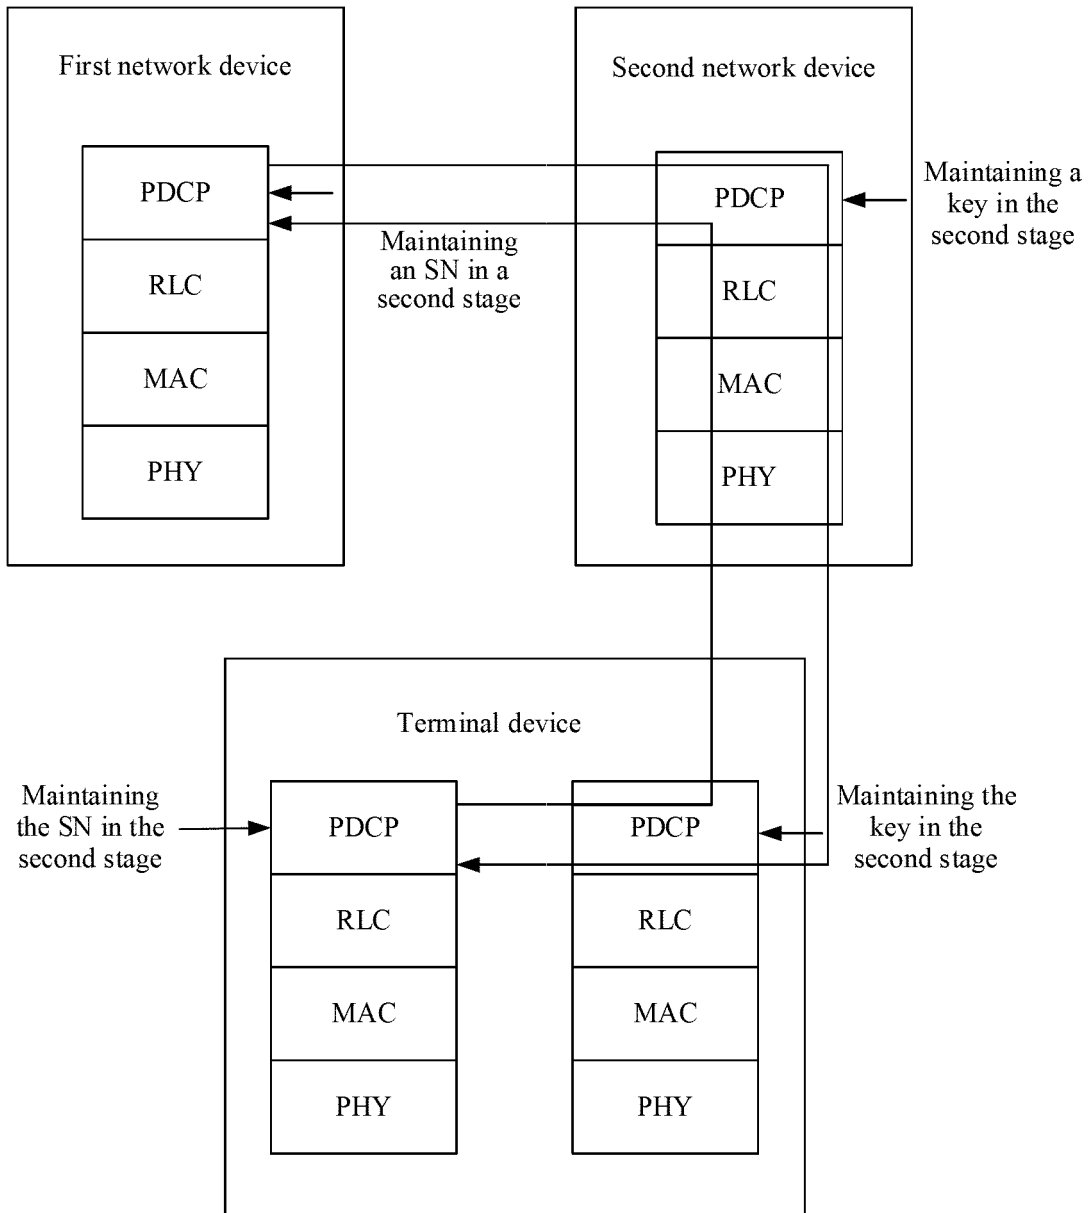 First network device
PDCP
RLC
MAC
PHY
Maintaining
an SN in a
second stage
Second network device
PDCP
RLC
MAC
PHY
Maintaining a
key in the
second stage
Terminal device
Maintaining
the SN in the
second stage
PDCP
RLC
MAC
PHY
PDCP
RLC
MAC
PHY
Maintaining the
key in the
second stage